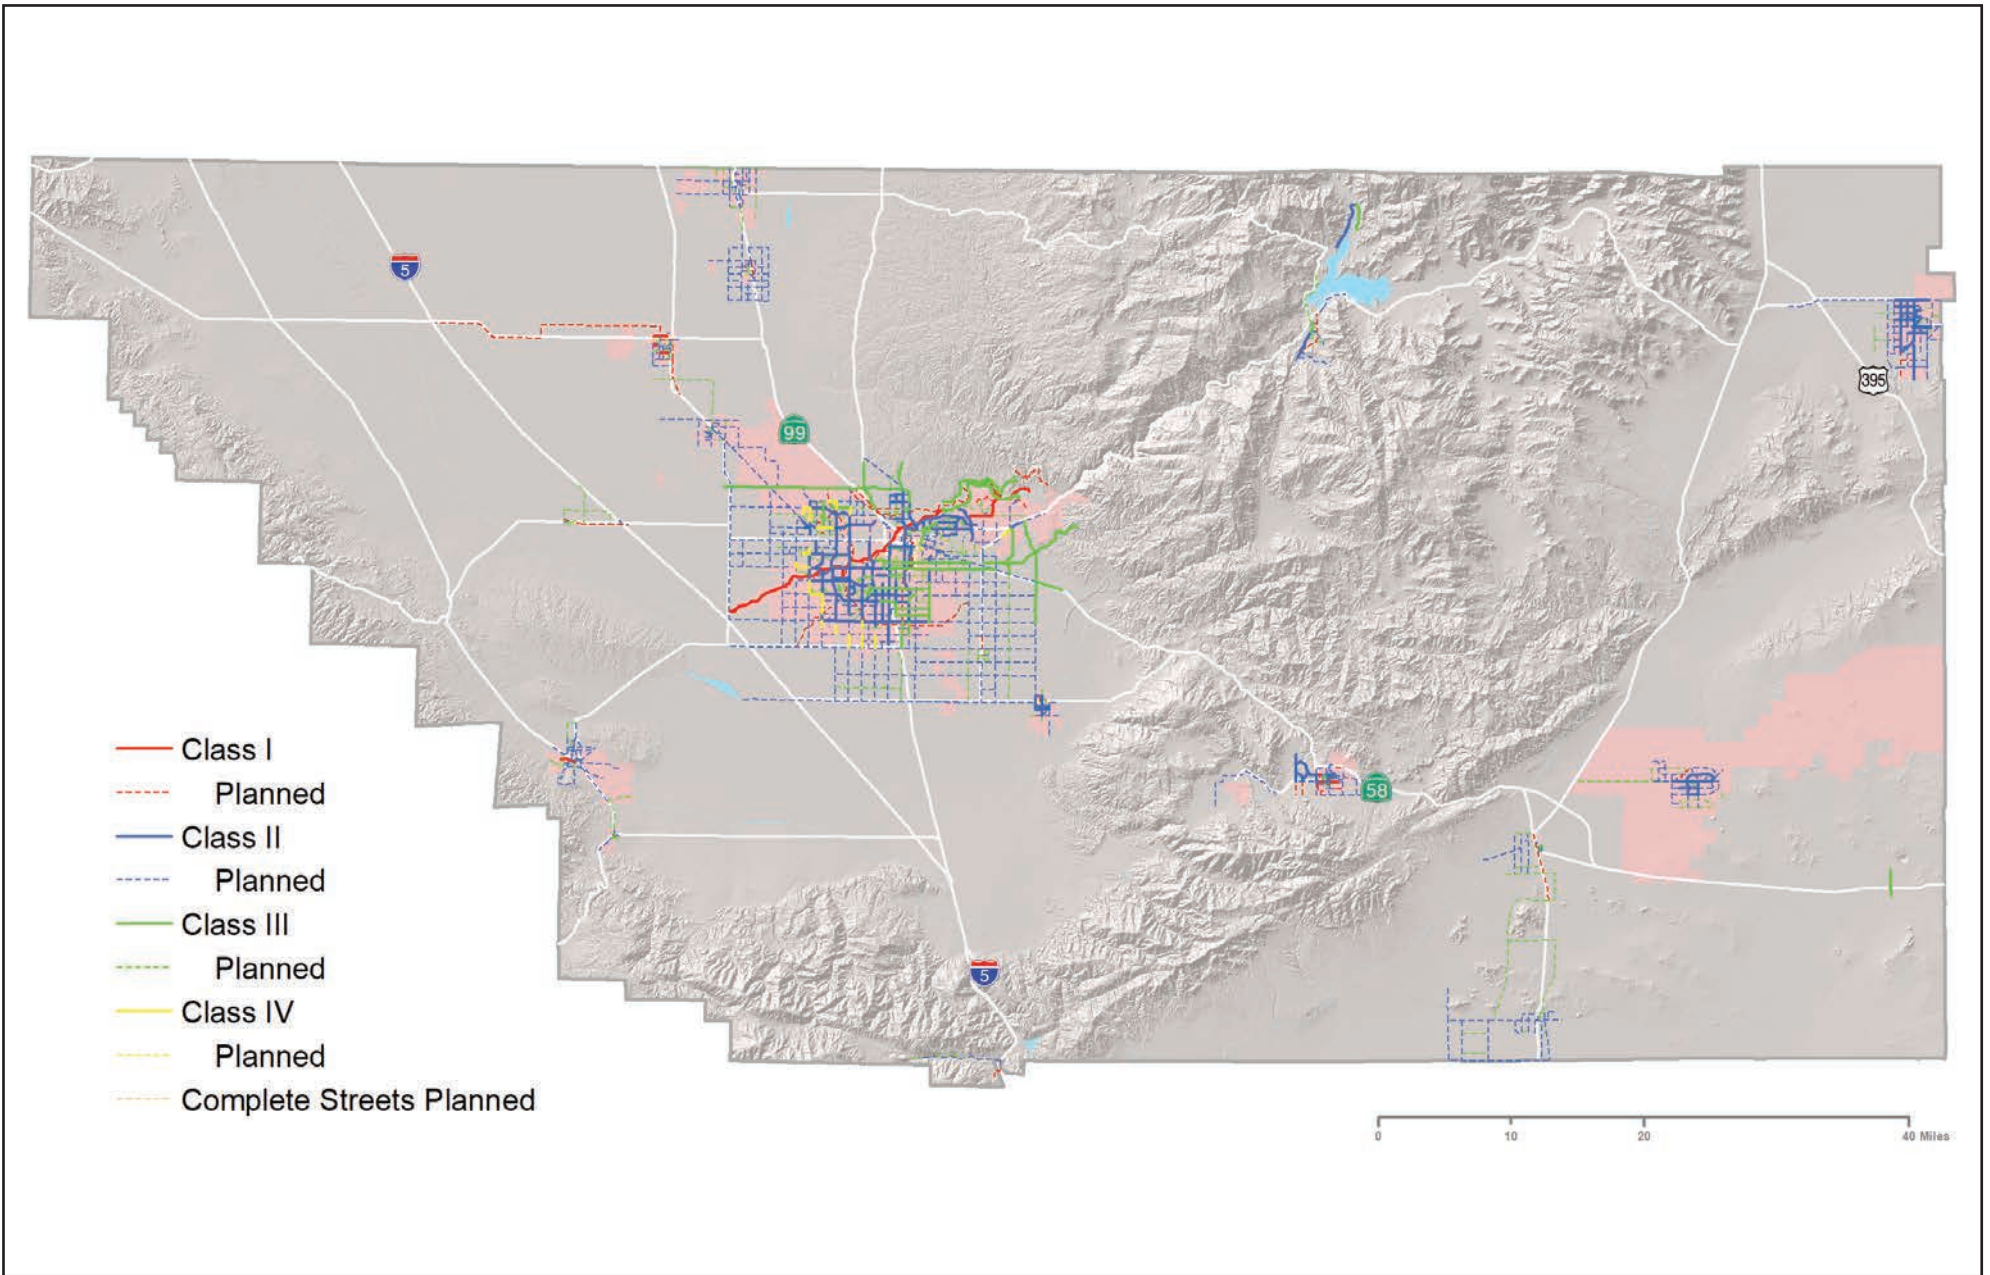 5
395
99
58
5
Class I
Planned
Class II
Planned
Class III
Planned
Class IV
Planned
Complete Streets Planned
0 10 20 40 Miles